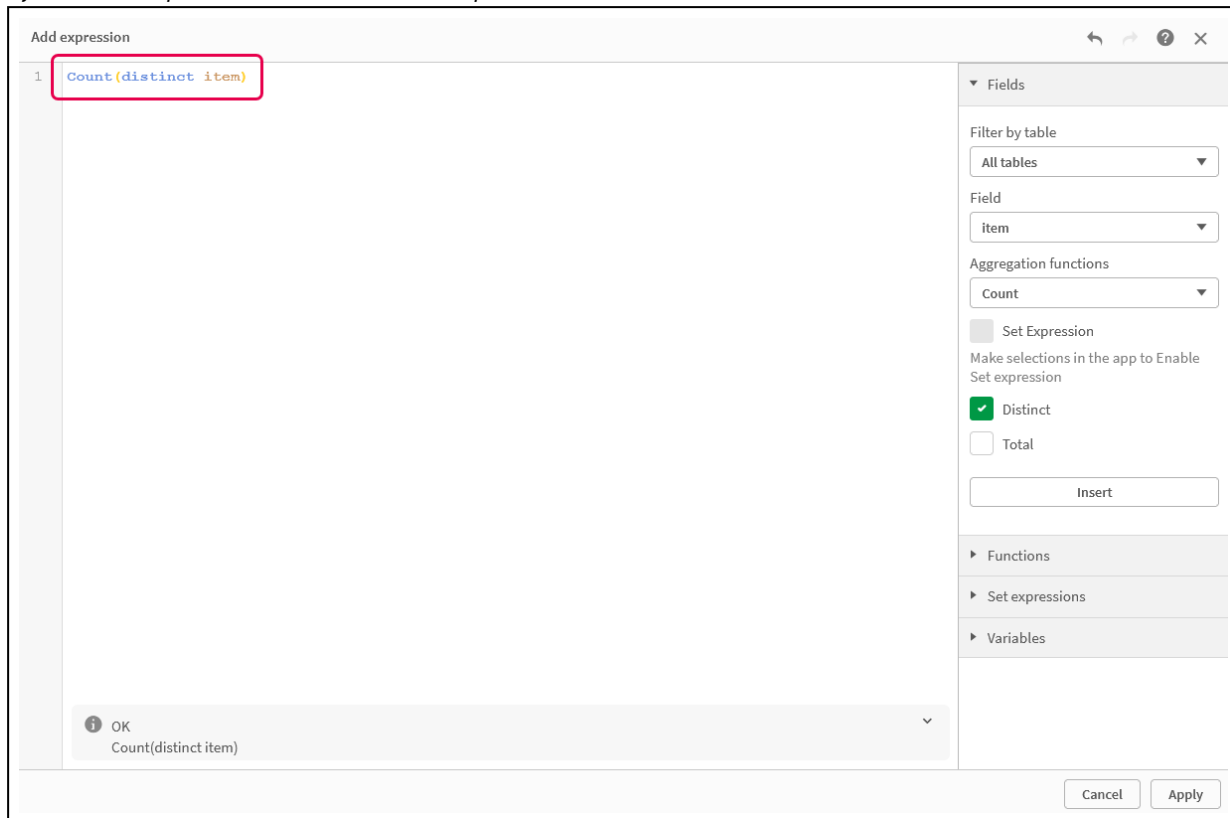 Add expression
1 Count(distinct item)
Fields
Filter by table
All tables
Field
item
Aggregation functions
Count
Set Expression
Make selections in the app to Enable
Set expression
Distinct
Total
Insert
Functions
Set expressions
Variables
OK
Count(distinct item)
Cancel Apply